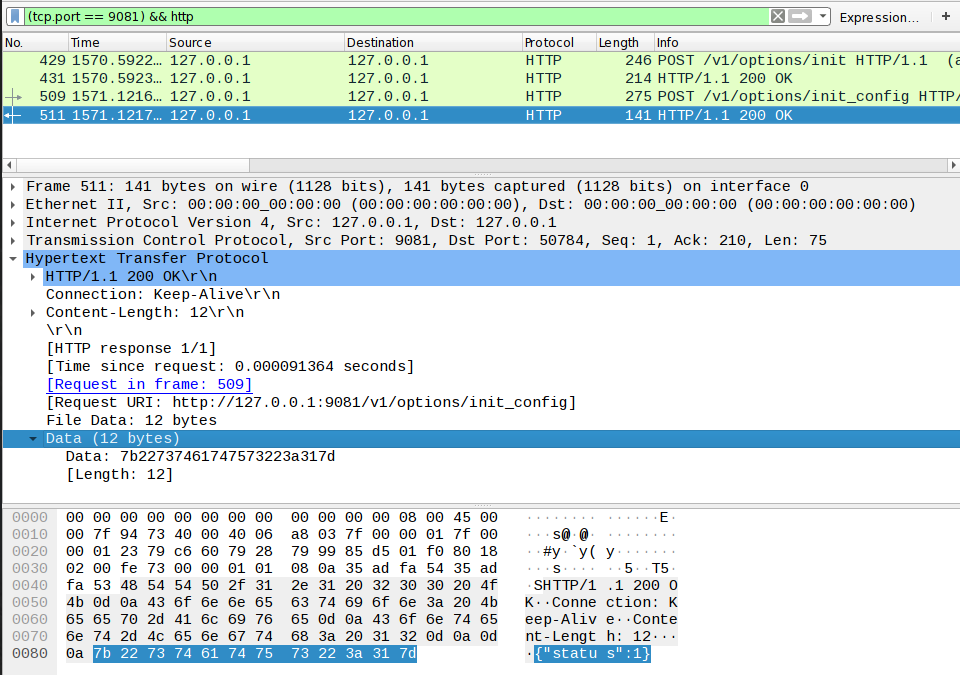 (tcp.port == 9081) && http Expression… +
No. Time Source Destination Protocol Length Info
429 1570.5922… 127.0.0.1 127.0.0.1 HTTP 246 POST /v1/options/init HTTP/1.1 (a
431 1570.5923… 127.0.0.1 127.0.0.1 HTTP 214 HTTP/1.1 200 OK
509 1571.1216… 127.0.0.1 127.0.0.1 HTTP 275 POST /v1/options/init_config HTTP/
511 1571.1217… 127.0.0.1 127.0.0.1 HTTP 141 HTTP/1.1 200 OK
Frame 511: 141 bytes on wire (1128 bits), 141 bytes captured (1128 bits) on interface 0
Ethernet II, Src: 00:00:00_00:00:00 (00:00:00:00:00:00), Dst: 00:00:00_00:00:00 (00:00:00:00:00:00)
Internet Protocol Version 4, Src: 127.0.0.1, Dst: 127.0.0.1
Transmission Control Protocol, Src Port: 9081, Dst Port: 50784, Seq: 1, Ack: 210, Len: 75
Hypertext Transfer Protocol
HTTP/1.1 200 OK\r\n
Connection: Keep-Alive\r\n
Content-Length: 12\r\n
\r\n
[HTTP response 1/1]
[Time since request: 0.000091364 seconds]
[Request in frame: 509]
[Request URI: http://127.0.0.1:9081/v1/options/init_config]
File Data: 12 bytes
Data (12 bytes)
Data: 7b22737461747573223a317d
[Length: 12]
0000 00 00 00 00 00 00 00 00 00 00 00 00 08 00 45 00 ········ ······E·
0010 00 7f 94 73 40 00 40 06 a8 03 7f 00 00 01 7f 00 ···s@·@· ········
0020 00 01 23 79 c6 60 79 28 79 99 85 d5 01 f0 80 18 ··#y·`y( y·······
0030 02 00 fe 73 00 00 01 01 08 0a 35 ad fa 54 35 ad ···s···· ··5··T5·
0040 fa 53 48 54 54 50 2f 31 2e 31 20 32 30 30 20 4f ·SHTTP/1 .1 200 O
0050 4b 0d 0a 43 6f 6e 6e 65 63 74 69 6f 6e 3a 20 4b K··Conne ction: K
0060 65 65 70 2d 41 6c 69 76 65 0d 0a 43 6f 6e 74 65 eep-Aliv e··Conte
0070 6e 74 2d 4c 65 6e 67 74 68 3a 20 31 32 0d 0a 0d nt-Lengt h: 12···
0080 0a 7b 22 73 74 61 74 75 73 22 3a 31 7d ·{"statu s":1}